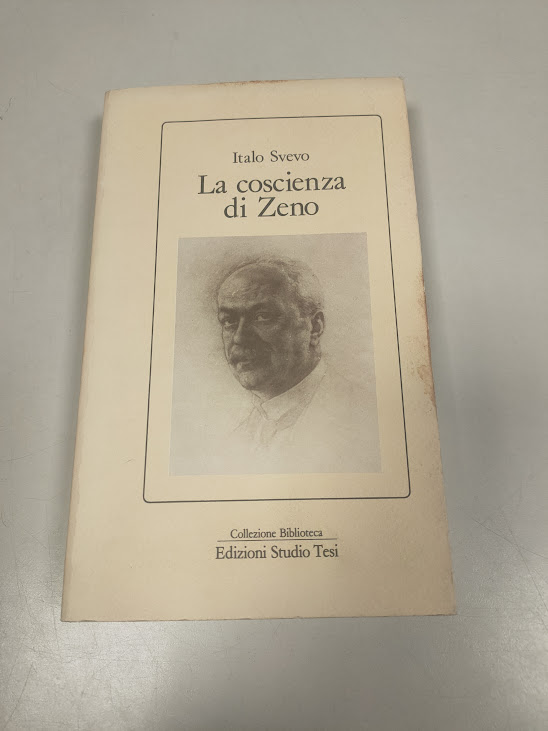 Italo Svevo
La coscienza
di Zeno
Collezione Biblioteca
Edizioni Studio Tesi